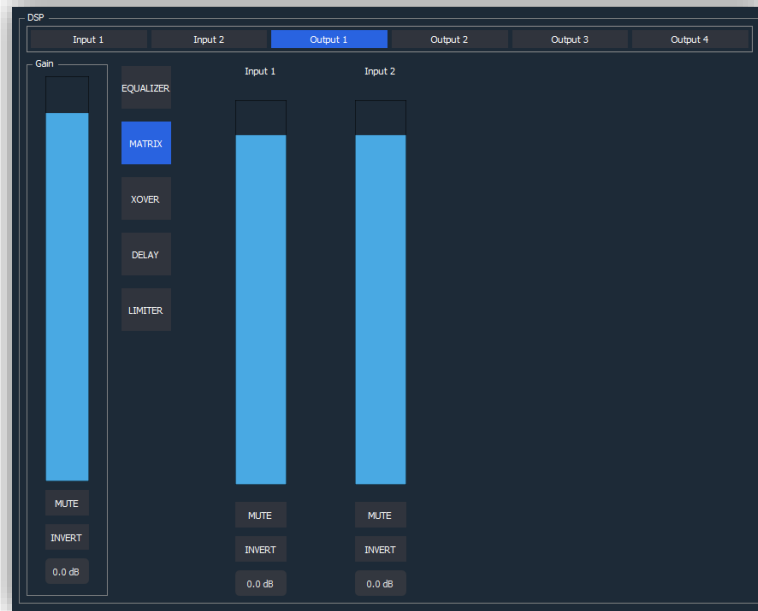 DSP
Input 1 Input 2 Output 1 Output 2 Output 3 Output 4
Gain
EQUALIZER
MATRIX
XOVER
DELAY
LIMITER
MUTE
INVERT
0.0 dB
Input 1 Input 2
MUTE MUTE
INVERT INVERT
0.0 dB 0.0 dB